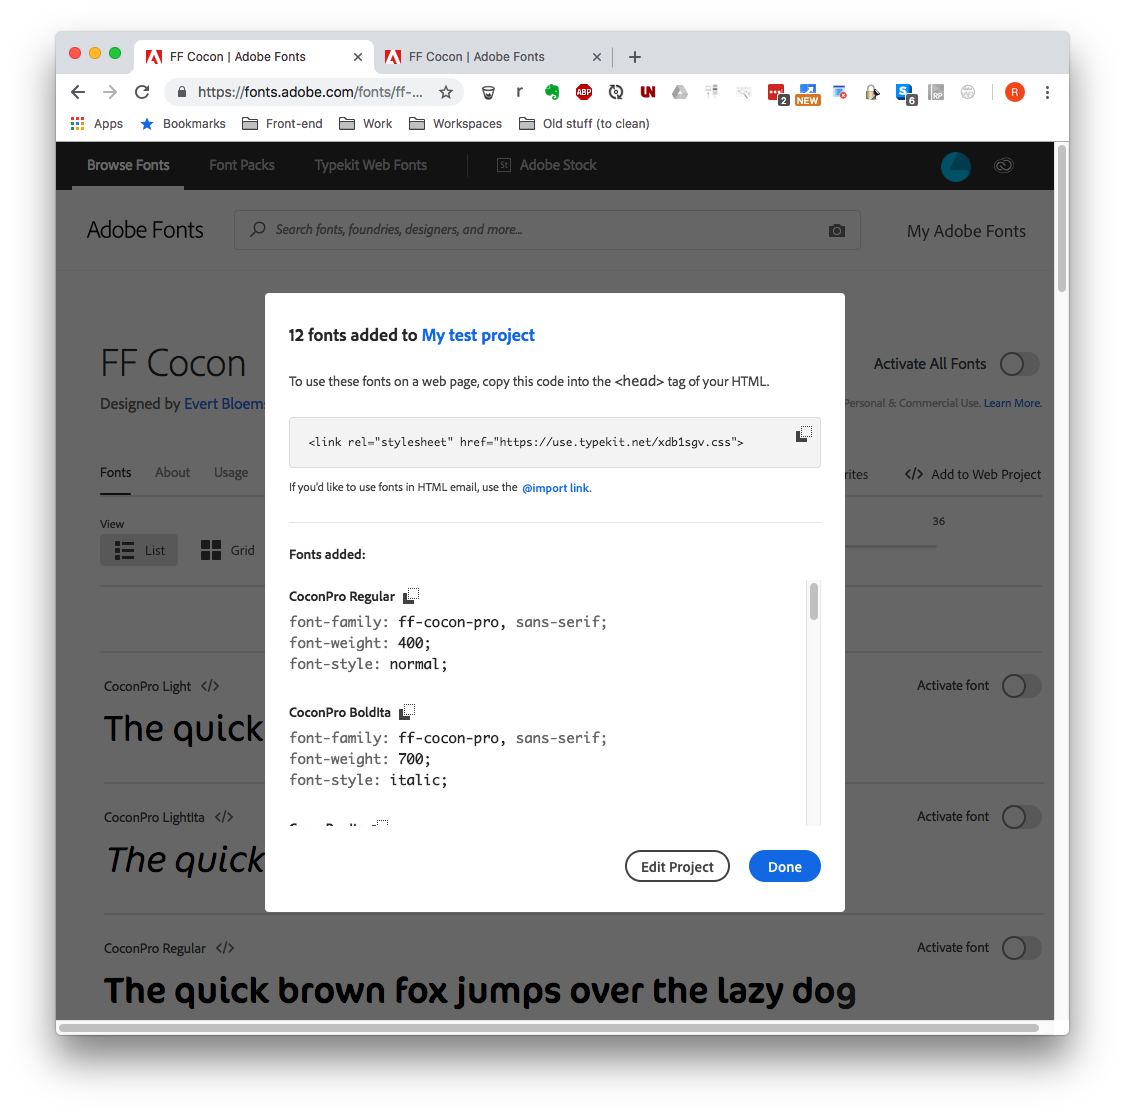 FF Cocon | Adobe Fonts
FF Cocon | Adobe Fonts
https://fonts.adobe.com/fonts/ff-...
r
ABP
UN
2
NEW
6
RP
R
Apps
Bookmarks
Front-end
Work
Workspaces
Old stuff (to clean)
Browse Fonts
Font Packs
Typekit Web Fonts
St
Adobe Stock
Adobe Fonts
Search fonts, foundries, designers, and more...
My Adobe Fonts
FF Cocon
Activate All Fonts
Designed by Evert Bloems
Personal & Commercial Use. Learn More.
Fonts
About
Usage
rites
</> Add to Web Project
View
List
Grid
36
12 fonts added to My test project
To use these fonts on a web page, copy this code into the <head> tag of your HTML.
<link rel="stylesheet" href="https://use.typekit.net/xdb1sgv.css">
If you'd like to use fonts in HTML email, use the @import link.
Fonts added:
CoconPro Regular
font-family: ff-cocon-pro, sans-serif;
font-weight: 400;
font-style: normal;
CoconPro BoldIta
font-family: ff-cocon-pro, sans-serif;
font-weight: 700;
font-style: italic;
Edit Project
Done
CoconPro Light </>
Activate font
The quick
CoconPro LightIta </>
Activate font
The quick
CoconPro Regular </>
Activate font
The quick brown fox jumps over the lazy dog